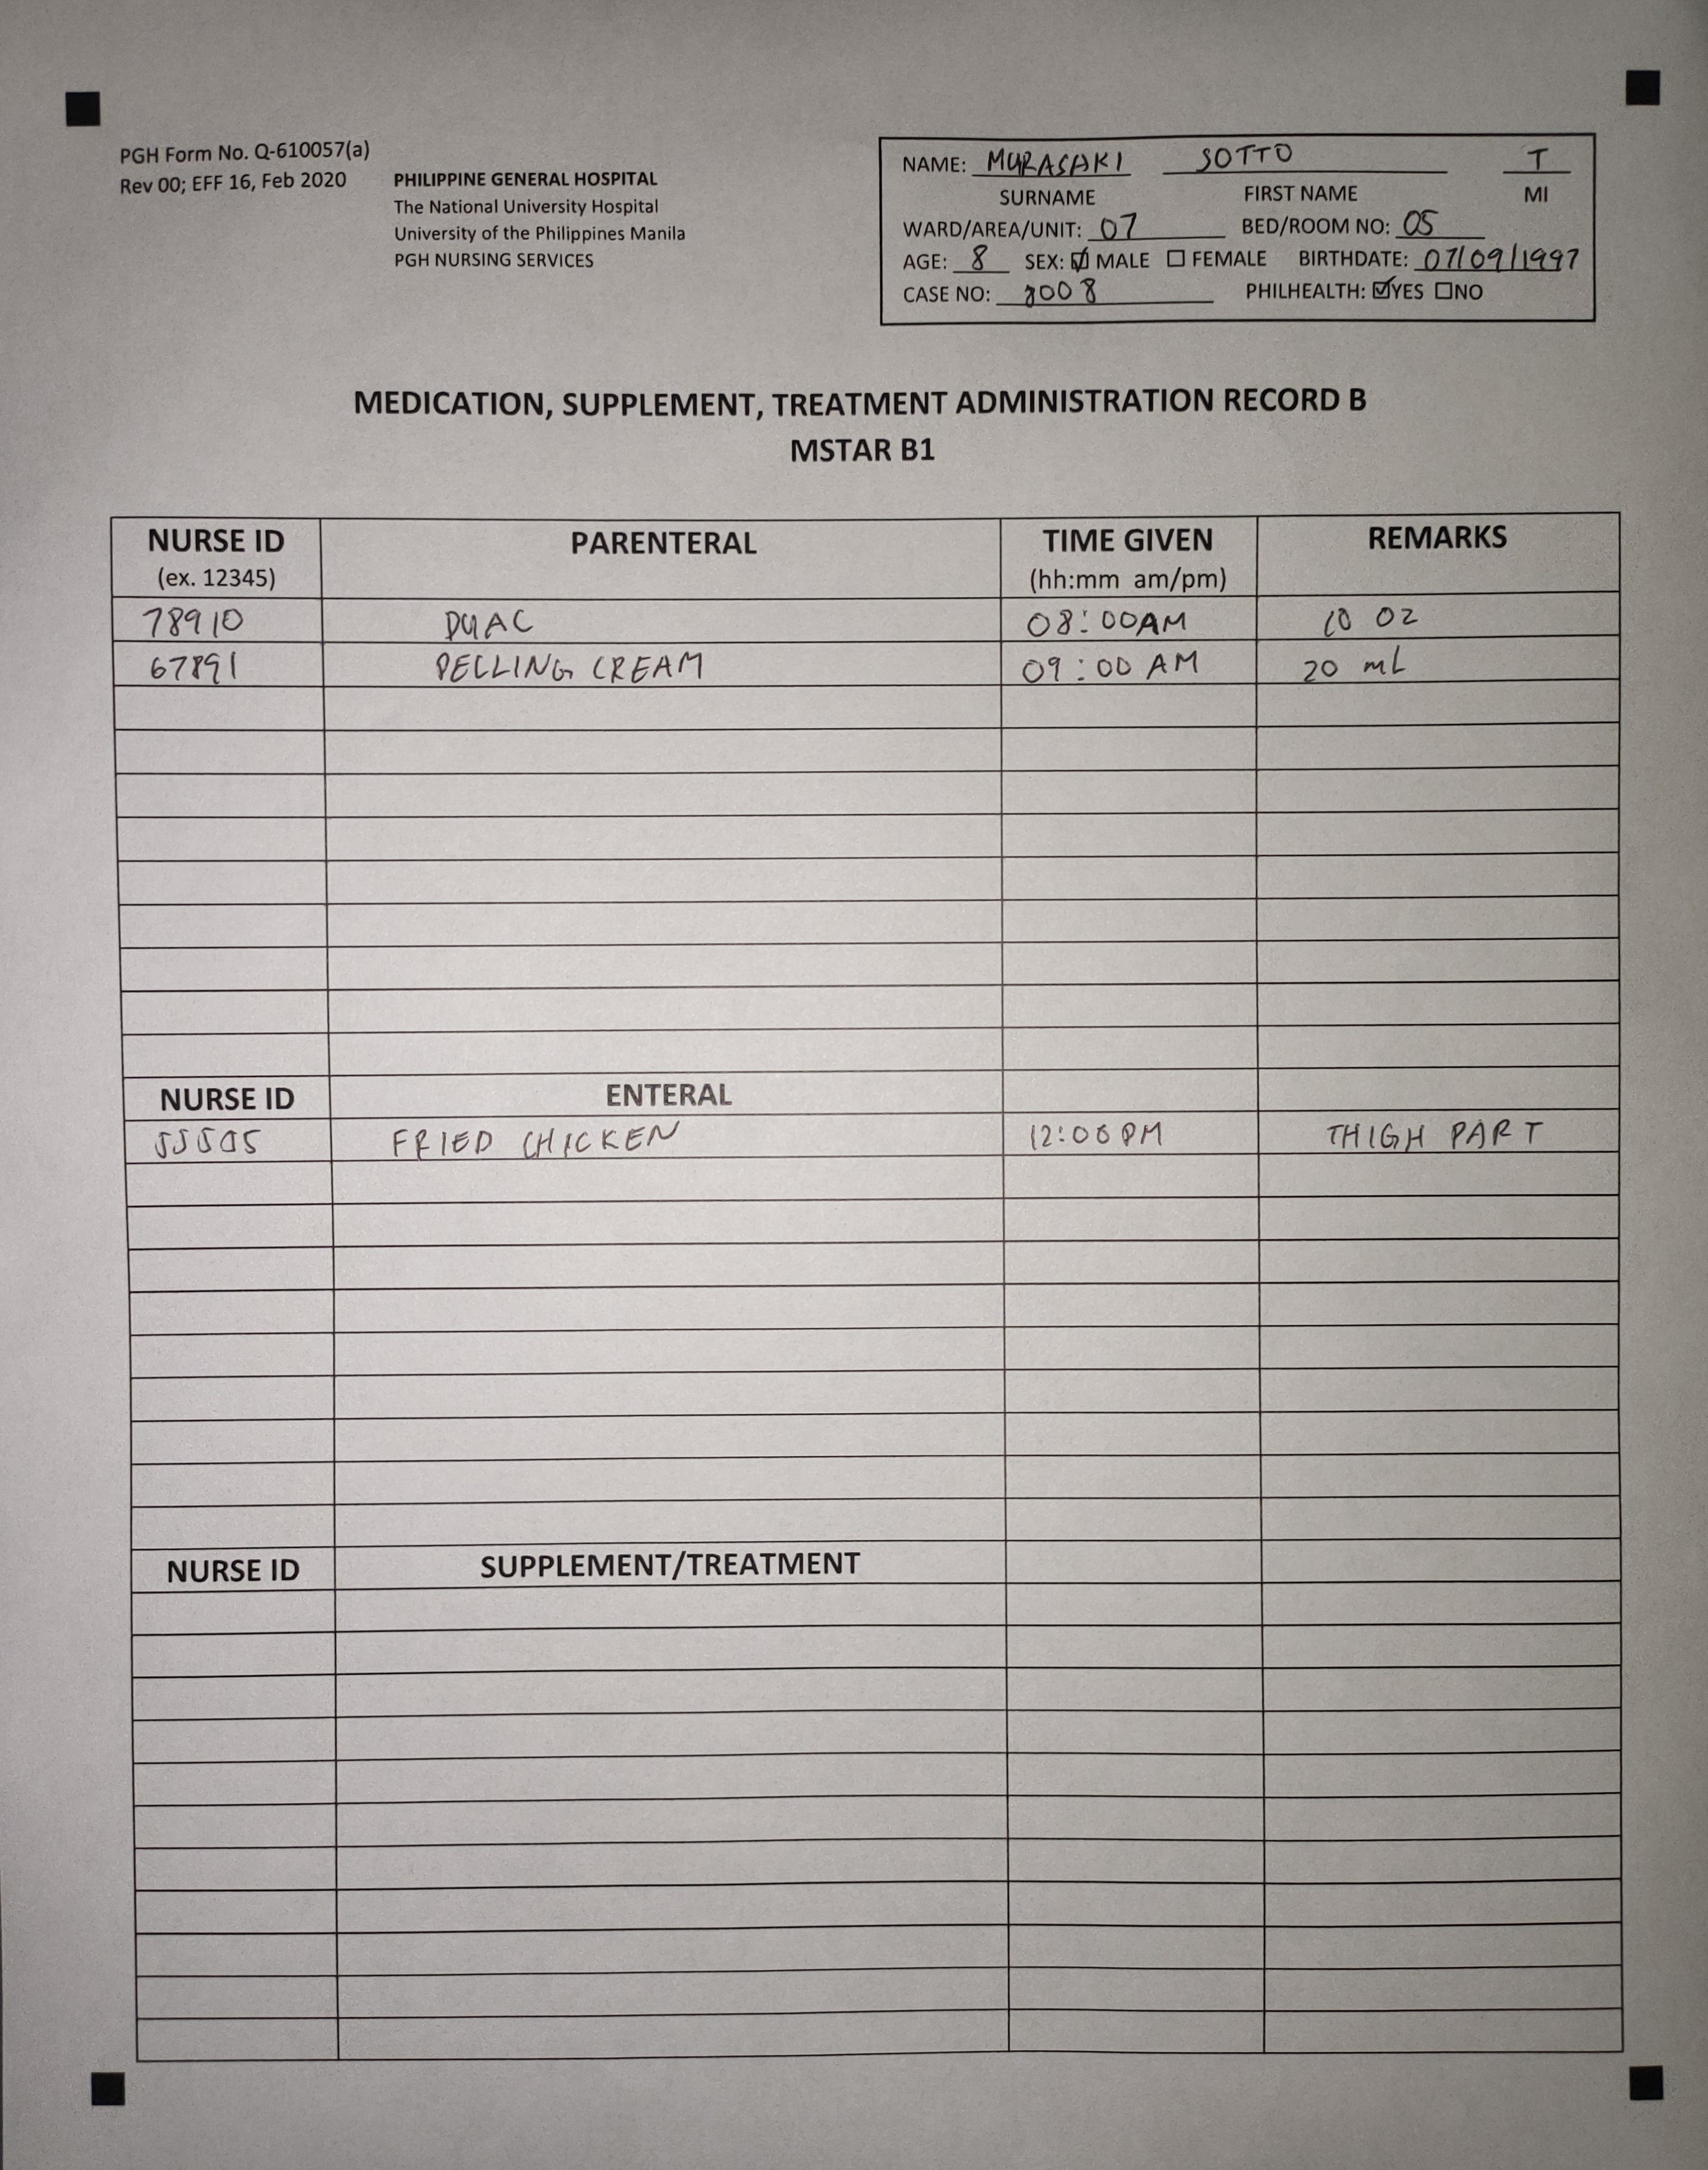 PGH Form No. Q-610057(a)
Rev 00; EFF 16, Feb 2020
PHILIPPINE GENERAL HOSPITAL
The National University Hospital
University of the Philippines Manila
PGH NURSING SERVICES
NAME: MURASAKI SOTTO T
SURNAME FIRST NAME MI
WARD/AREA/UNIT: 07 BED/ROOM NO: 05
AGE: 8 SEX: ☑ MALE ☐ FEMALE BIRTHDATE: 07/09/1997
CASE NO: PHILHEALTH: ☑YES ☐NO
MEDICATION, SUPPLEMENT, TREATMENT ADMINISTRATION RECORD B
MSTAR B1
NURSE ID PARENTERAL TIME GIVEN REMARKS
(ex. 12345) (hh:mm am/pm)
78910 DUAC 08:00AM 10 OZ
67891 PELLING CREAM 09:00 AM 20 mL
NURSE ID ENTERAL
55505 FRIED CHICKEN 12:00PM THIGH PART
NURSE ID SUPPLEMENT/TREATMENT